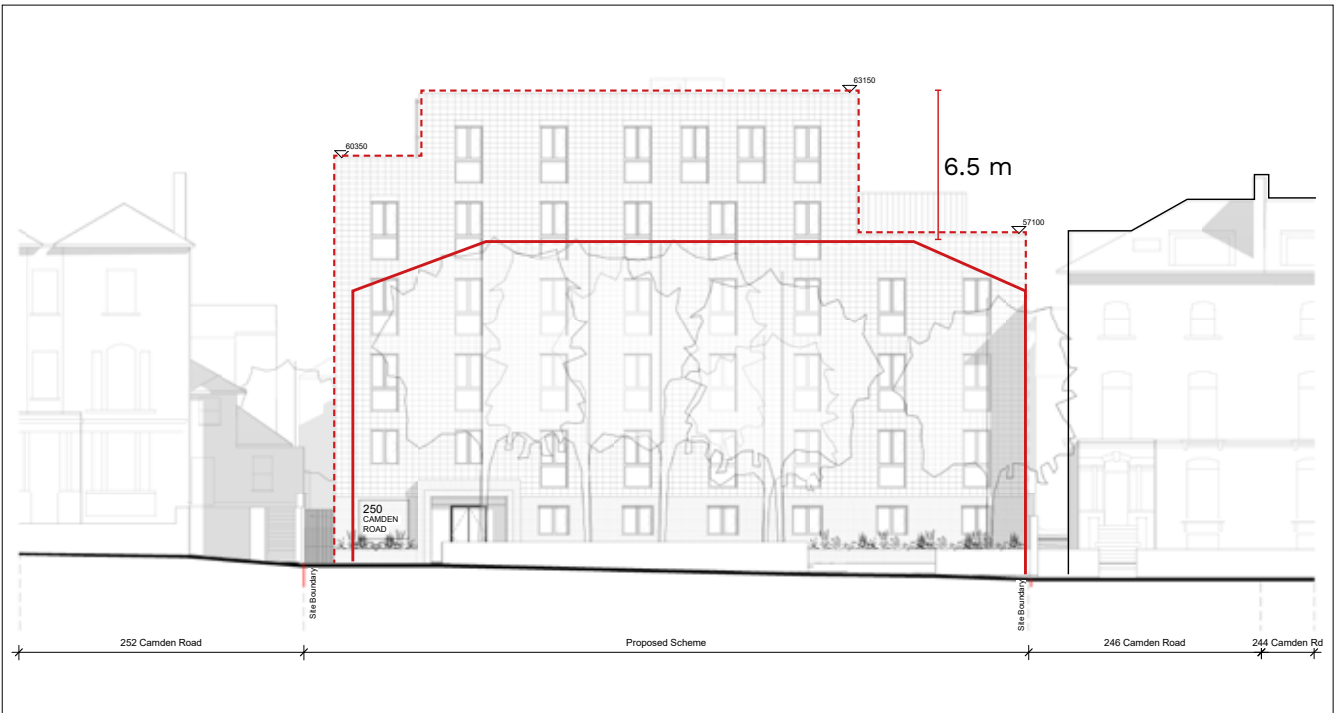 63150
60350
6.5 m
57100
250
CAMDEN
ROAD
Site Boundary
Site Boundary
252 Camden Road
Proposed Scheme
246 Camden Road
244 Camden Rd